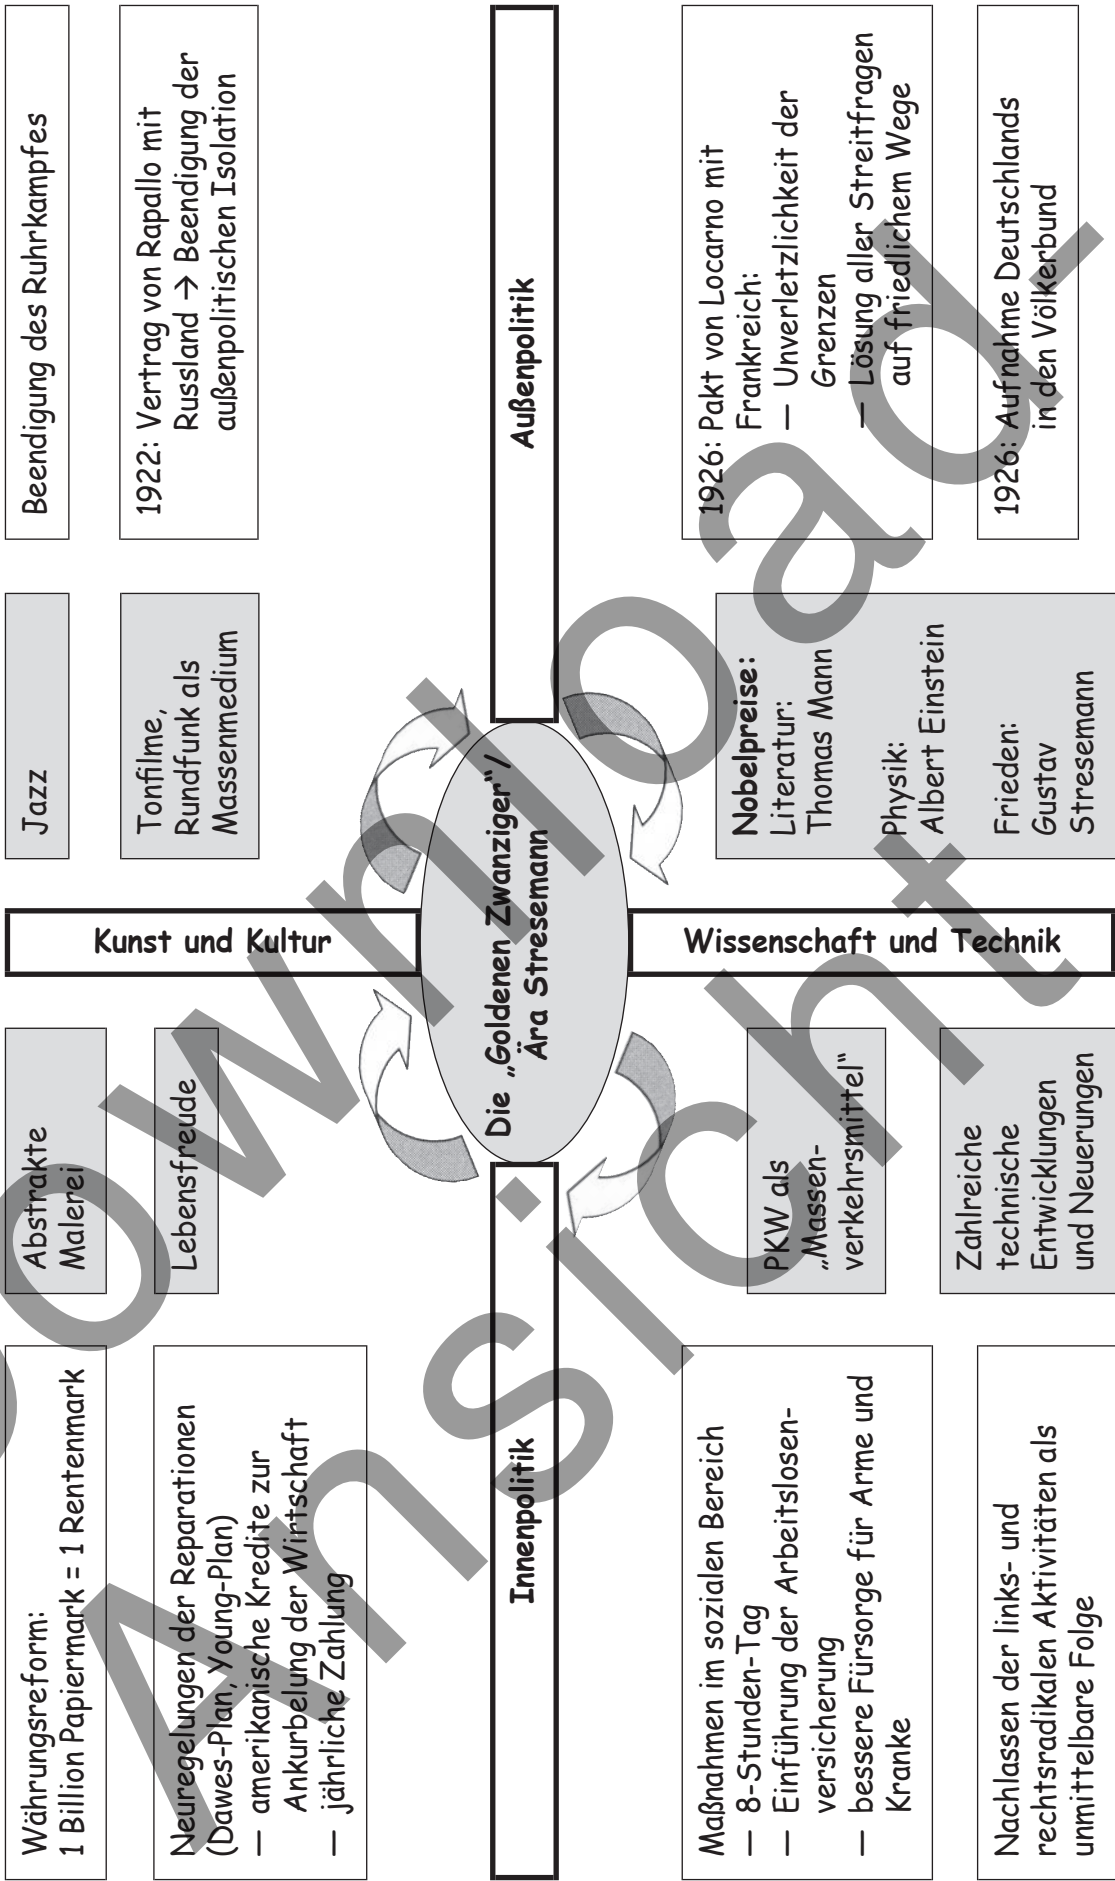 Währungsreform:
1 Billion Papiermark = 1 Rentenmark
Neuregelungen der Reparationen
(Dawes-Plan, Young-Plan)
— amerikanische Kredite zur
Ankurbelung der Wirtschaft
— jährliche Zahlung
Innenpolitik
Maßnahmen im sozialen Bereich
— 8-Stunden-Tag
— Einführung der Arbeitslosen-
versicherung
— bessere Fürsorge für Arme und
Kranke
Nachlassen der links- und
rechtsradikalen Aktivitäten als
unmittelbare Folge
Abstrakte
Malerei
Lebensfreude
Kunst und Kultur
Jazz
Tonfilme,
Rundfunk als
Massenmedium
Die „Goldenen Zwanziger"/
Ära Stresemann
PKW als
„Massen-
verkehrsmittel"
Zahlreiche
technische
Entwicklungen
und Neuerungen
Wissenschaft und Technik
Nobelpreise:
Literatur:
Thomas Mann
Physik:
Albert Einstein
Frieden:
Gustav
Stresemann
Beendigung des Ruhrkampfes
1922: Vertrag von Rapallo mit
Russland → Beendigung der
außenpolitischen Isolation
Außenpolitik
1926: Pakt von Locarno mit
Frankreich:
— Unverletzlichkeit der
Grenzen
— Lösung aller Streitfragen
auf friedlichem Wege
1926: Aufnahme Deutschlands
in den Völkerbund
Download-
Ansicht